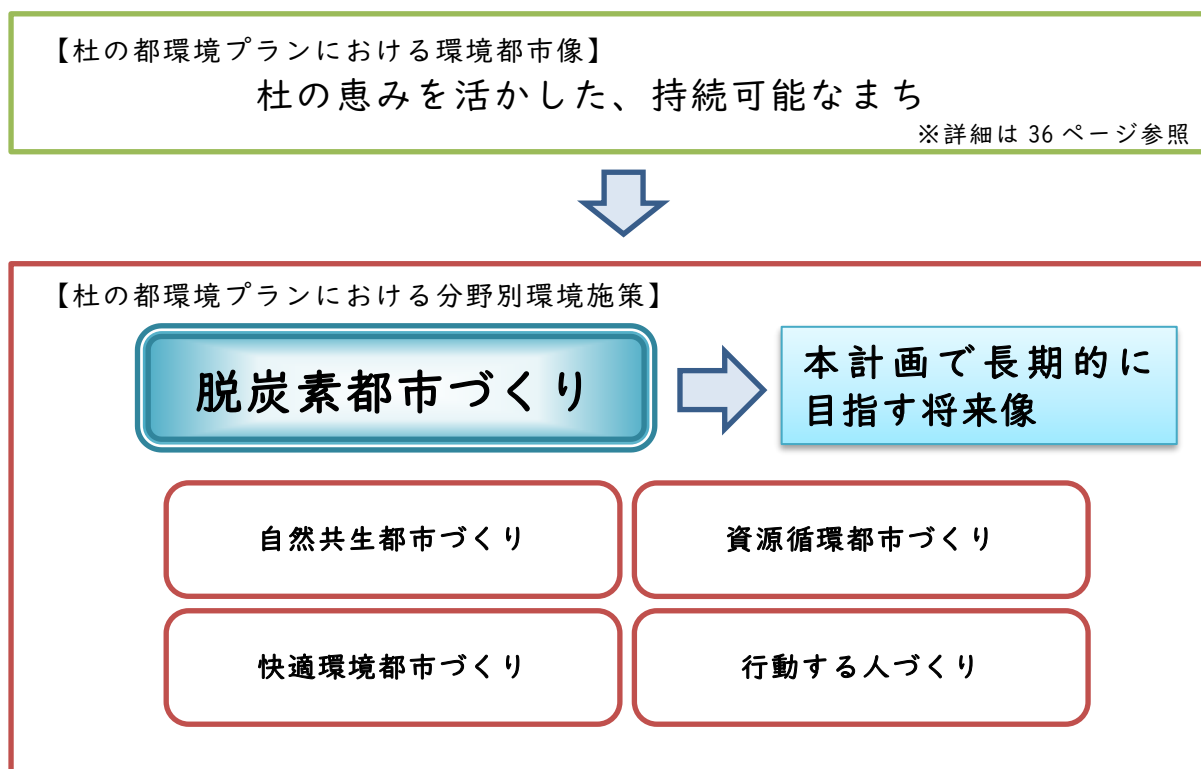 【杜の都環境プランにおける環境都市像】
杜の恵みを活かした、持続可能なまち
※詳細は 36 ページ参照
【杜の都環境プランにおける分野別環境施策】
脱炭素都市づくり
本計画で長期的に
目指す将来像
自然共生都市づくり
資源循環都市づくり
快適環境都市づくり
行動する人づくり